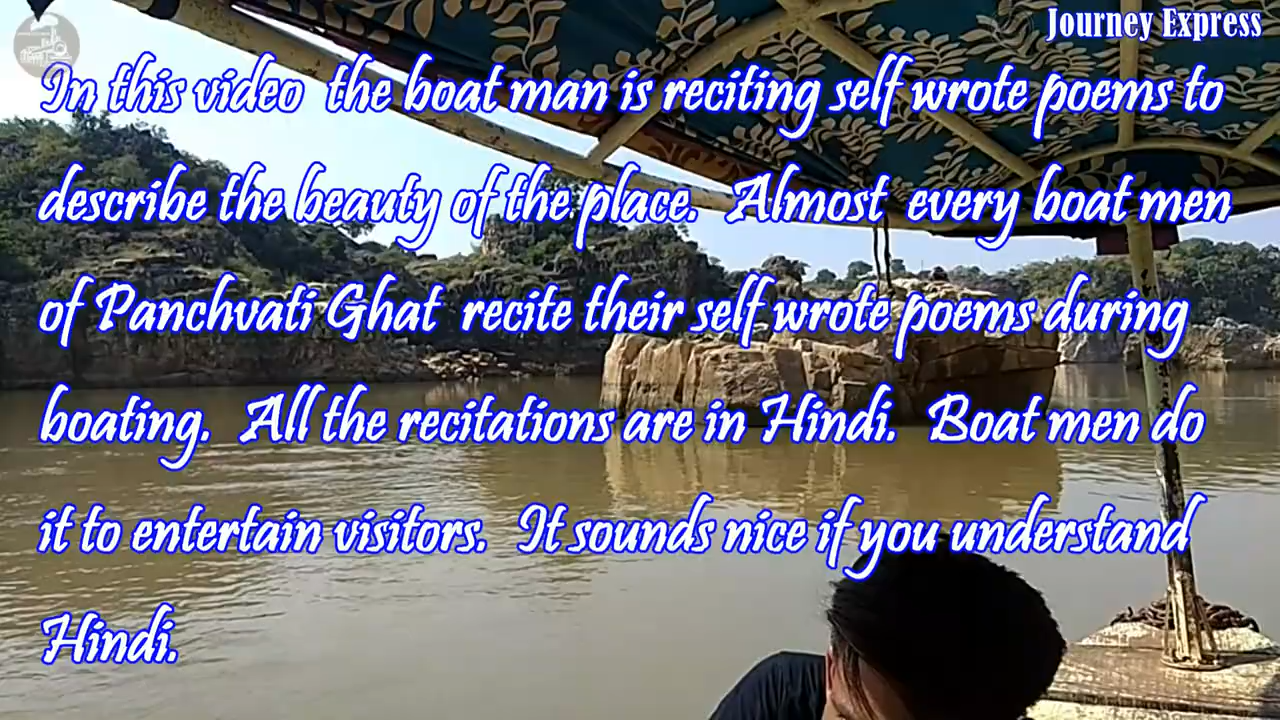 Journey Express
In this video the boat man is reciting self wrote poems to
describe the beauty of the place. Almost every boat men
of Panchvati Ghat recite their self wrote poems during
boating. All the recitations are in Hindi. Boat men do
it to entertain visitors. It sounds nice if you understand
Hindi.